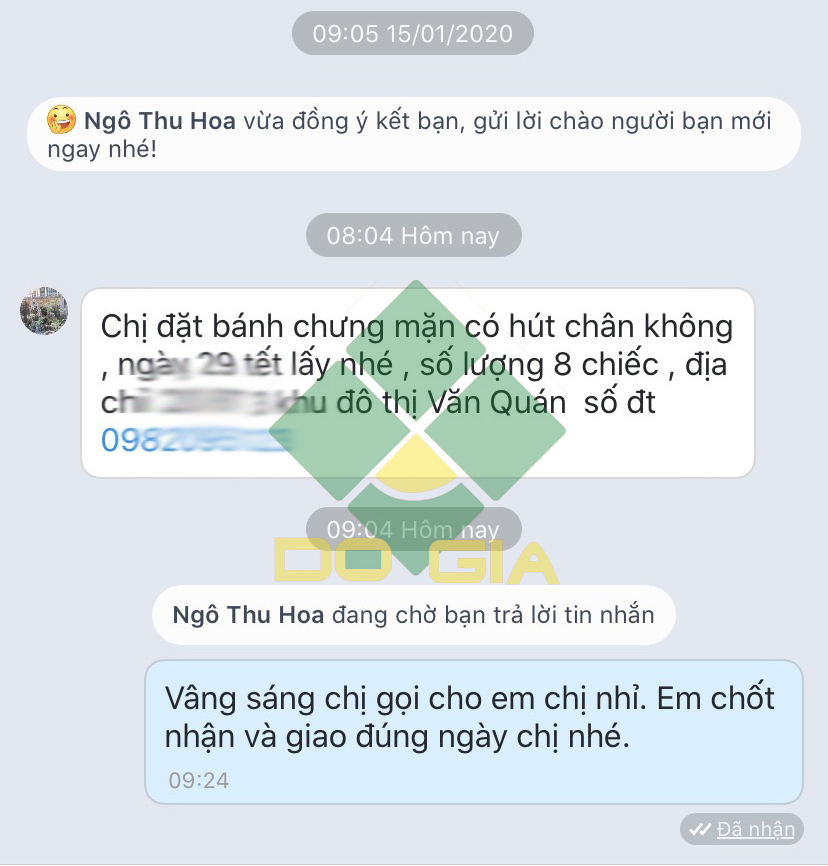 09:05 15/01/2020
Ngô Thu Hoa vừa đồng ý kết bạn, gửi lời chào người bạn mới
ngay nhé!
08:04 Hôm nay
Chị đặt bánh chưng mặn có hút chân không
, ngày 29 tết lấy nhé , số lượng 8 chiếc , địa
chỉ khu đô thị Văn Quán số đt
09:04 Hôm nay
DO GIA
Ngô Thu Hoa đang chờ bạn trả lời tin nhắn
Vâng sáng chị gọi cho em chị nhỉ. Em chốt
nhận và giao đúng ngày chị nhé.
09:24
Đã nhận